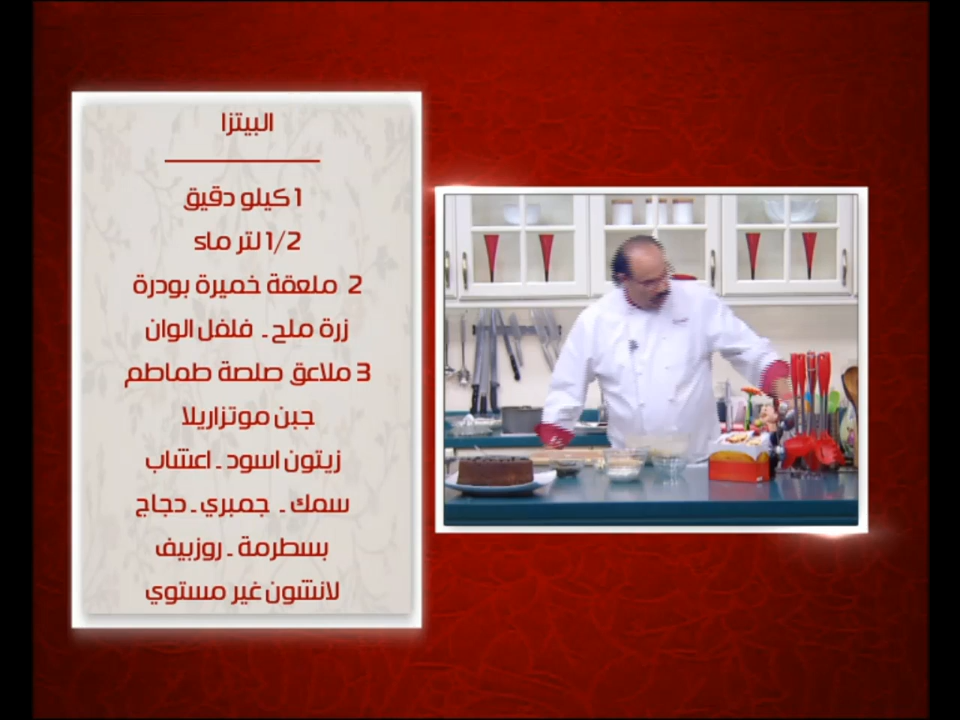 البيتزا
1 كيلو دقيق
1/2 لتر ماء
2 ملعقة خميرة بودرة
زرة ملح - فلفل الوان
3 ملاعق صلصة طماطم
جبن موتزاريلا
زيتون اسود - اعشاب
سمك - جمبري - دجاج
بسطرمة - روزبيف
لانشون غير مستوي